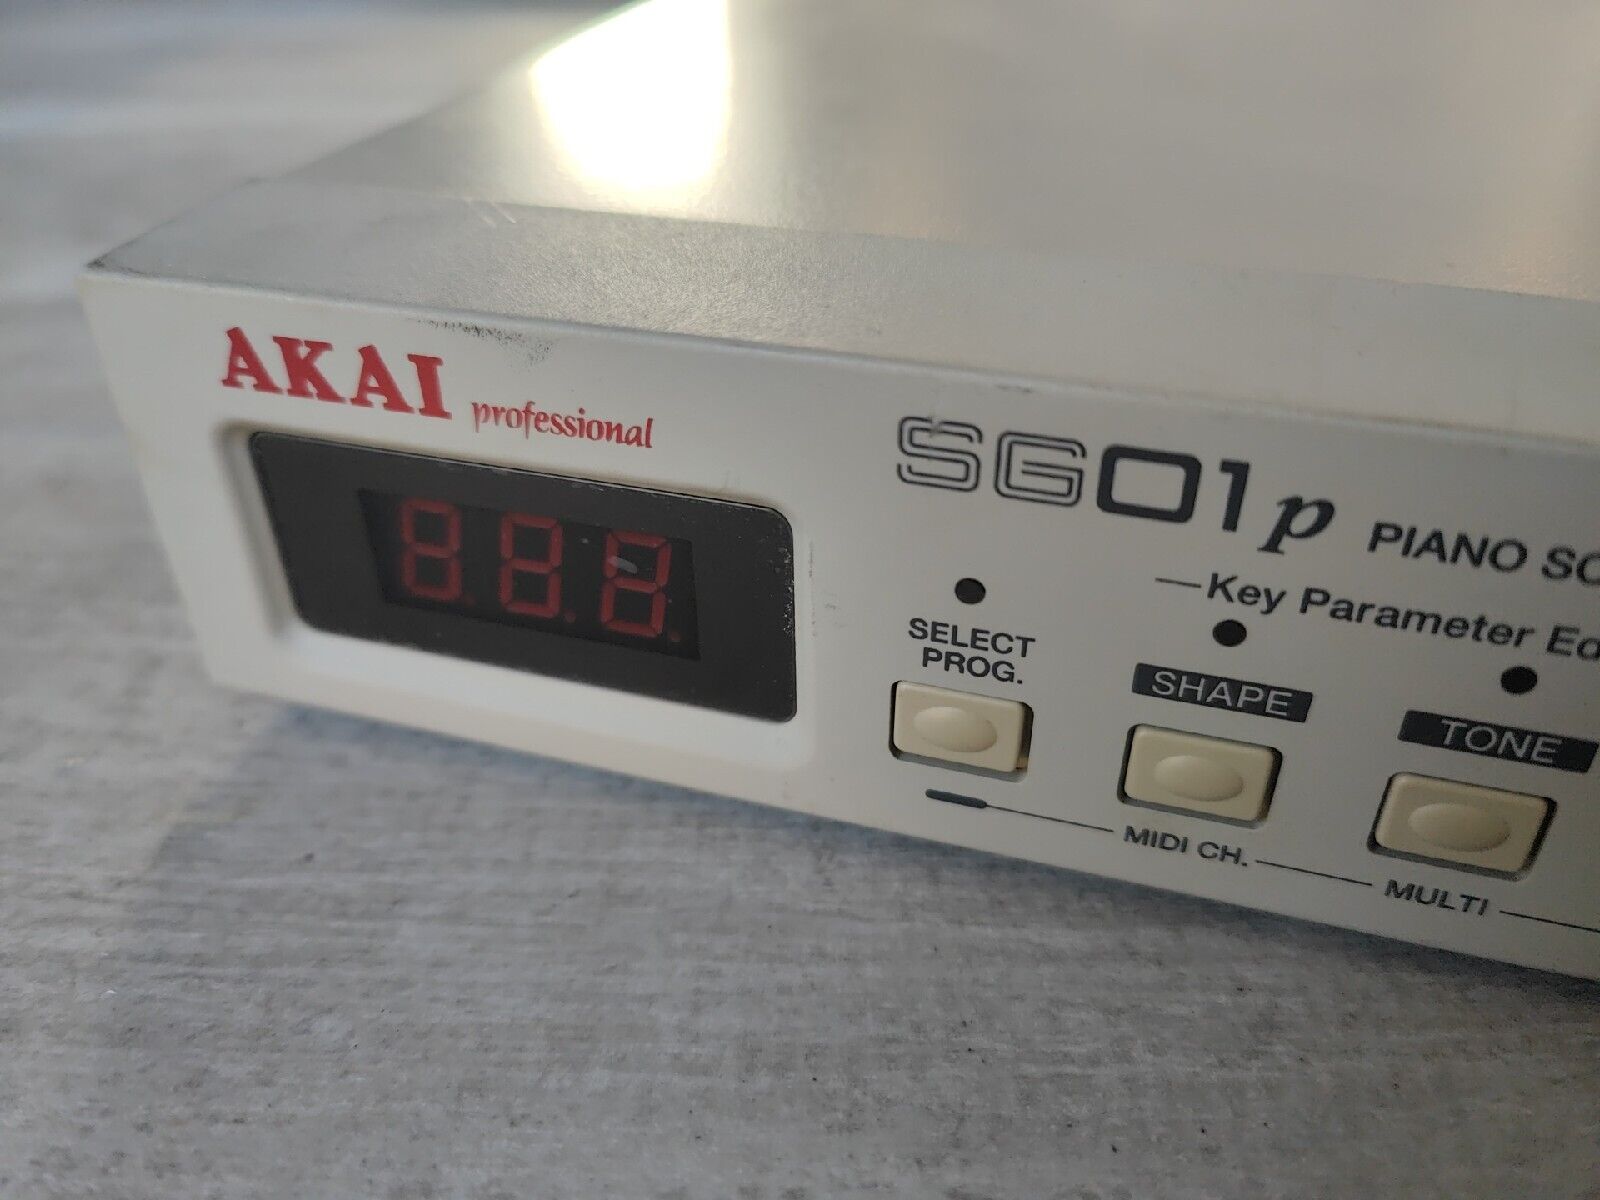 AKAI professional
SG01p PIANO SO
Key Parameter Ed
SELECT
PROG.
SHAPE
TONE
MIDI CH.
MULTI